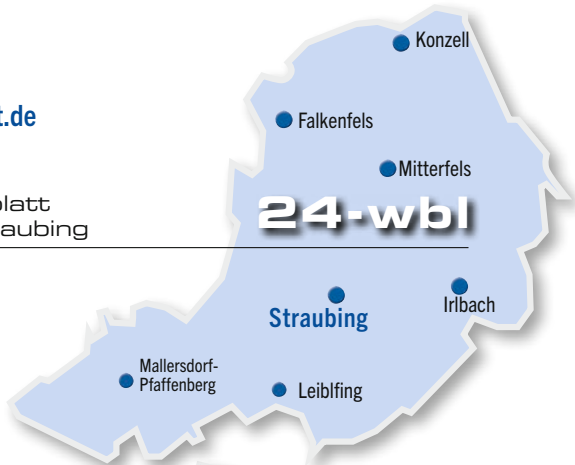 Konzell
t.de
Falkenfels
Mitterfels
latt
24-wbl
aubing
Straubing
Irlbach
Mallersdorf-
Pfaffenberg
Leiblfing